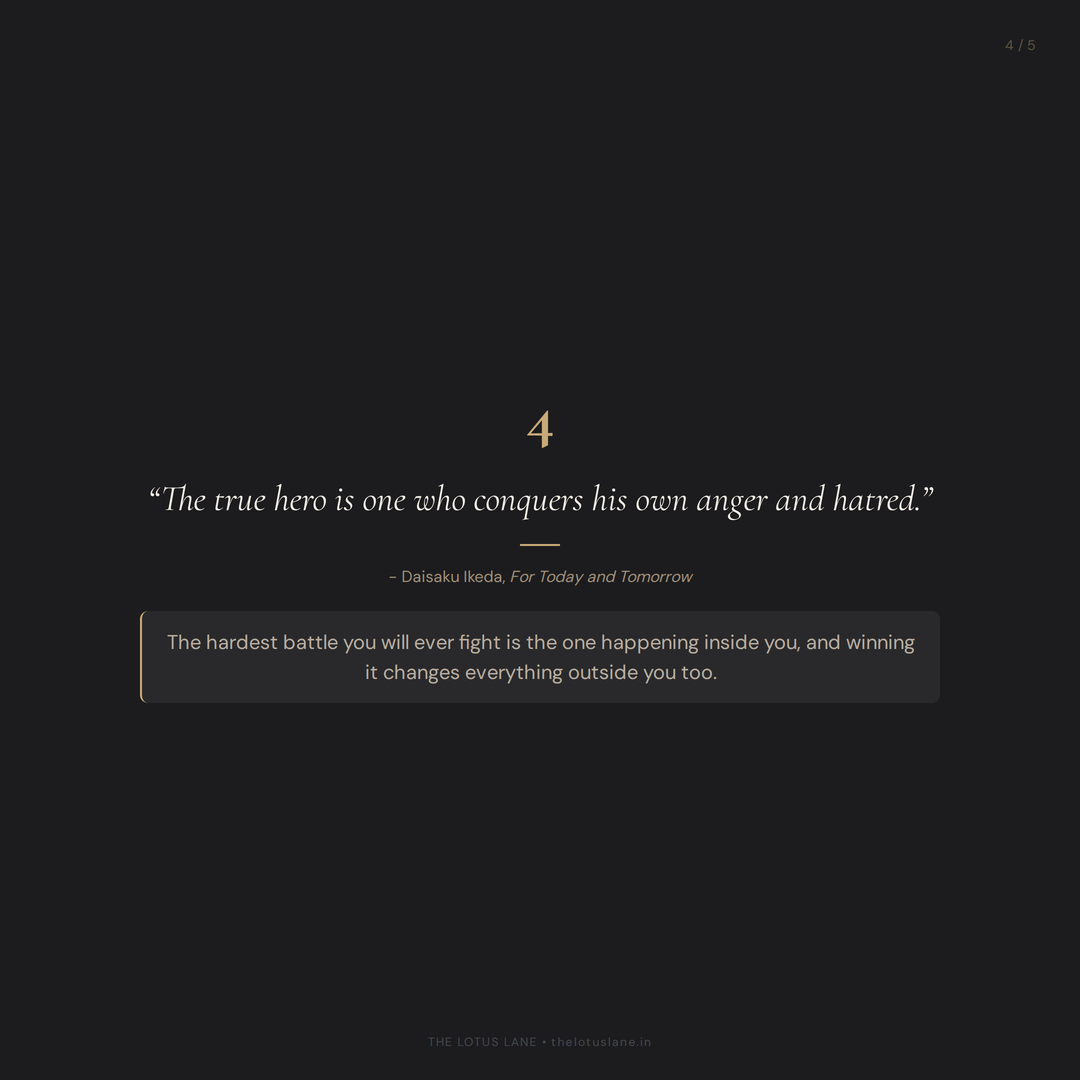 4 / 5
4
“The true hero is one who conquers his own anger and hatred.”
– Daisaku Ikeda, For Today and Tomorrow
The hardest battle you will ever fight is the one happening inside you, and winning
it changes everything outside you too.
THE LOTUS LANE • thelotuslane.in